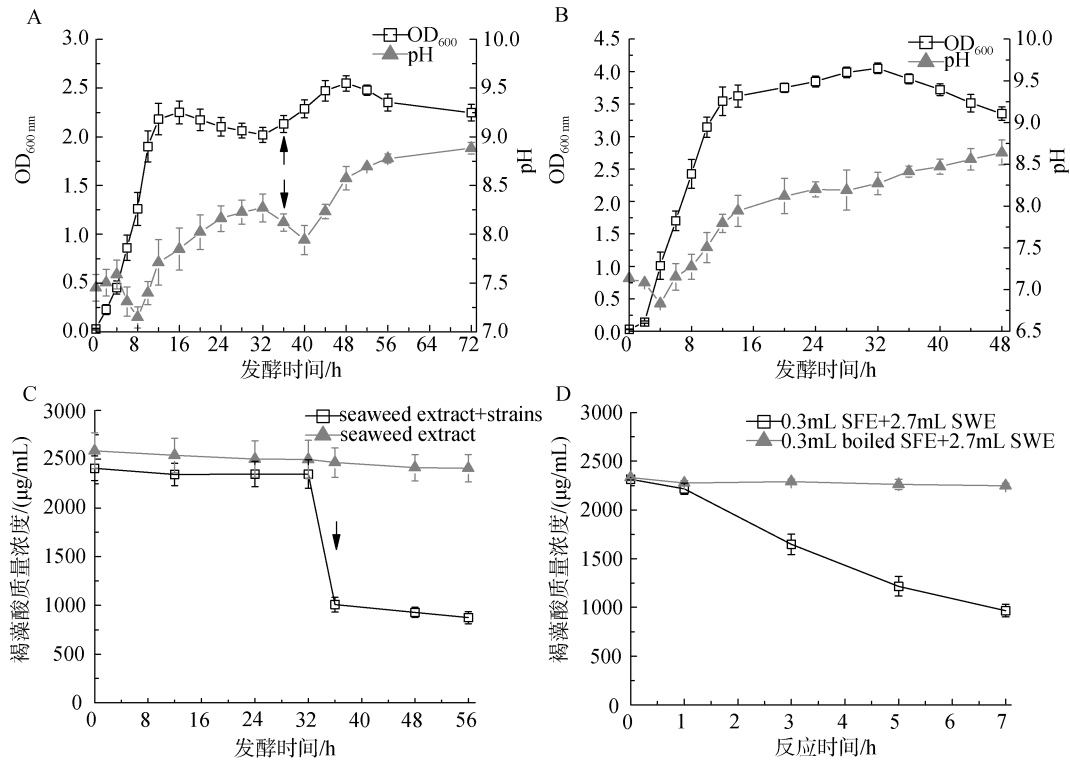 A
OD600
pH
3.0
2.5
2.0
1.5
1.0
0.5
0.0
OD600 nm
10.0
9.5
9.0
8.5
8.0
7.5
7.0
pH
0 8 16 24 32 40 48 56 64 72
发酵时间/h
B
OD600
pH
4.5
4.0
3.5
3.0
2.5
2.0
1.5
1.0
0.5
0.0
OD600 nm
10.0
9.5
9.0
8.5
8.0
7.5
7.0
6.5
pH
0 8 16 24 32 40 48
发酵时间/h
C
seaweed extract+strains
seaweed extract
3000
2500
2000
1500
1000
500
0
褐藻酸质量浓度/(μg/mL)
0 8 16 24 32 40 48 56
发酵时间/h
D
0.3mL SFE+2.7mL SWE
0.3mL boiled SFE+2.7mL SWE
3000
2500
2000
1500
1000
500
0
褐藻酸质量浓度/(μg/mL)
0 1 2 3 4 5 6 7
反应时间/h